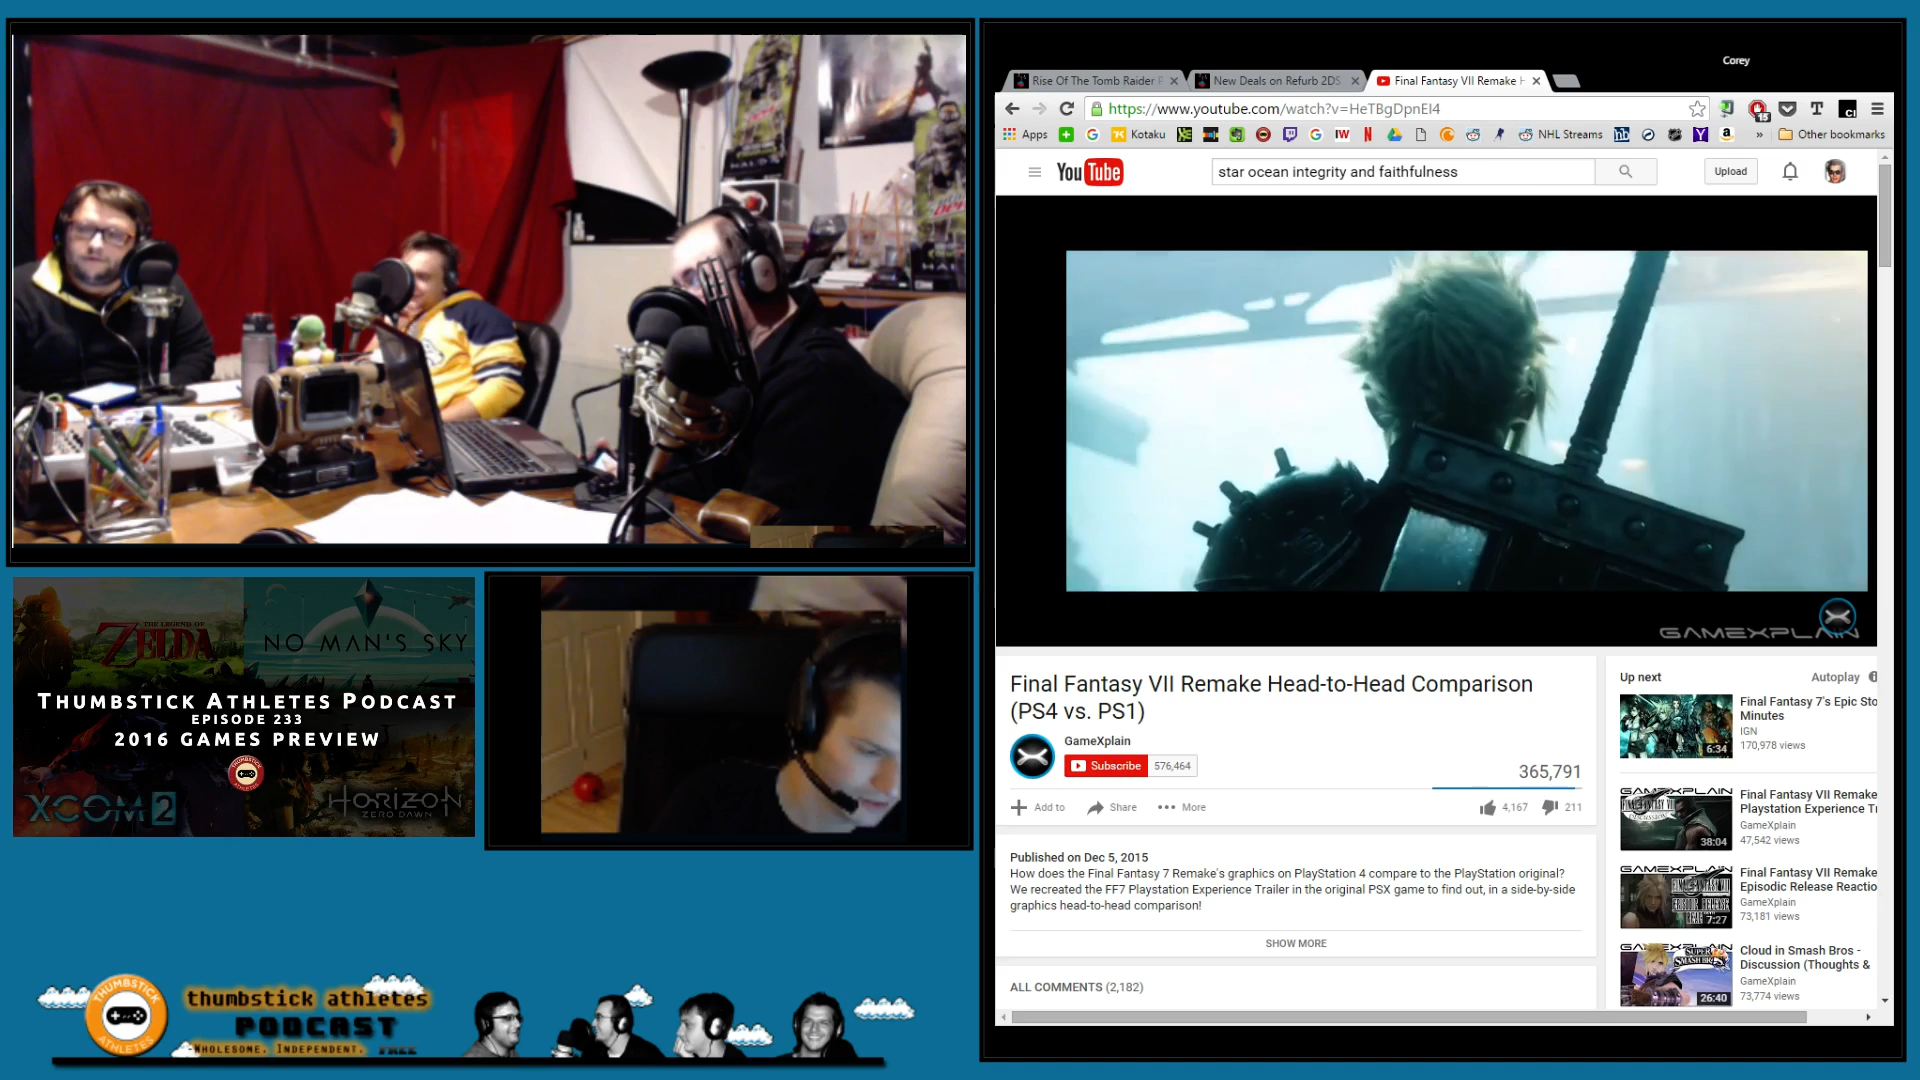 Corey
Rise Of The Tomb Raider P
New Deals on Refurb 2DS
Final Fantasy VII Remake H
https://www.youtube.com/watch?v=HeTBgDpnEI4
15
Apps
Kotaku
IW
NHL Streams
»
Other bookmarks
YouTube
star ocean integrity and faithfulness
Upload
GAMEXPLAIN
Final Fantasy VII Remake Head-to-Head Comparison
(PS4 vs. PS1)
GameXplain
Subscribe
576,464
365,791
Add to
Share
More
4,167
211
Published on Dec 5, 2015
How does the Final Fantasy 7 Remake's graphics on PlayStation 4 compare to the PlayStation original?
We recreated the FF7 Playstation Experience Trailer in the original PSX game to find out, in a side-by-side
graphics head-to-head comparison!
SHOW MORE
ALL COMMENTS (2,182)
Up next
Autoplay
Final Fantasy 7's Epic Sto
Minutes
IGN
170,978 views
6:34
Final Fantasy VII Remake
Playstation Experience Tr
GameXplain
47,542 views
38:04
Final Fantasy VII Remake
Episodic Release Reactio
GameXplain
73,181 views
7:27
Cloud in Smash Bros -
Discussion (Thoughts &
GameXplain
73,774 views
26:40
THE LEGEND OF
ZELDA
NO MAN'S SKY
THUMBSTICK ATHLETES PODCAST
EPISODE 233
2016 GAMES PREVIEW
XCOM 2
HORIZON
ZERO DAWN
THUMBSTICK
ATHLETES
thumbstick athletes
PODCAST
-WHOLESOME. INDEPENDENT. FREE